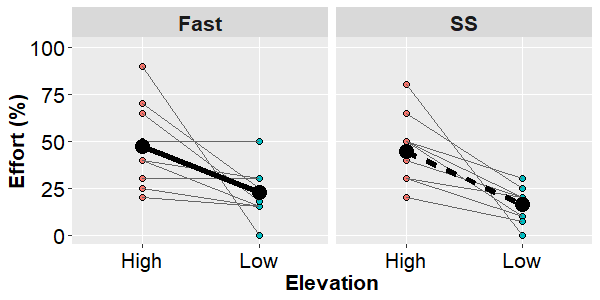 Fast SS
Effort (%)
100
75
50
25
0
High Low High Low
Elevation